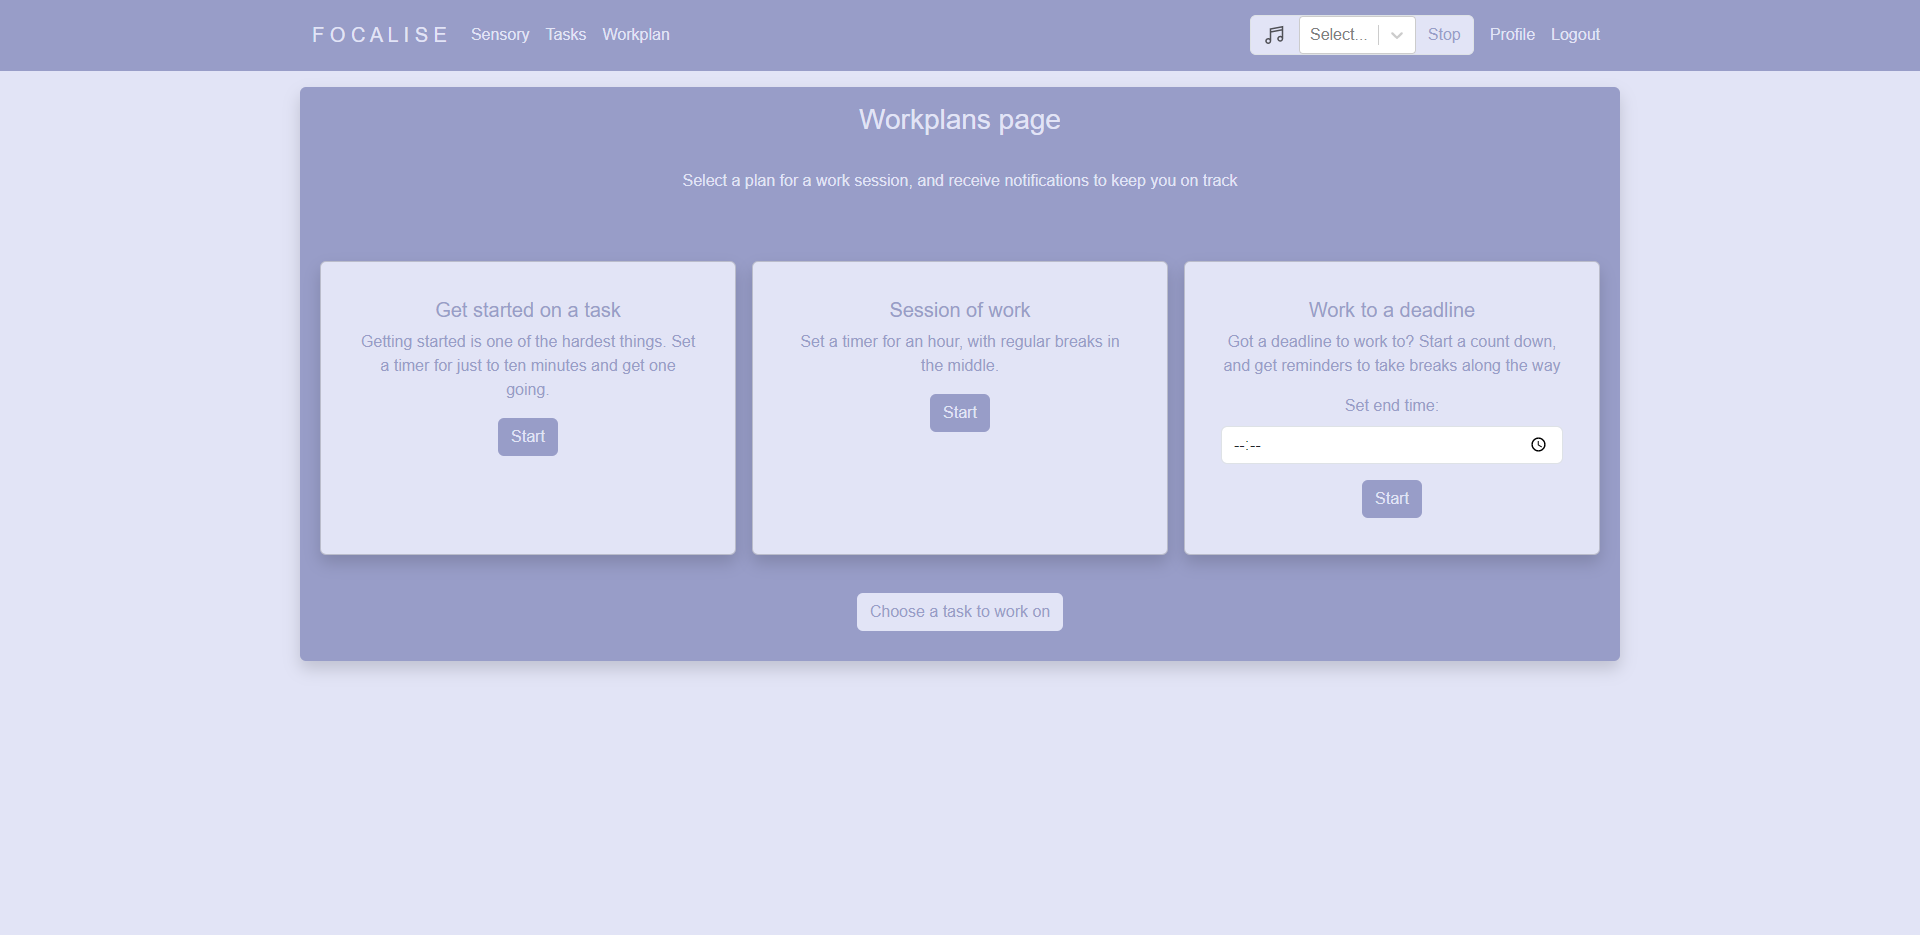 FOCALISE Sensory Tasks Workplan Select... Stop Profile Logout
Workplans page
Select a plan for a work session, and receive notifications to keep you on track
Get started on a task
Getting started is one of the hardest things. Set
a timer for just to ten minutes and get one
going.
Start
Session of work
Set a timer for an hour, with regular breaks in
the middle.
Start
Work to a deadline
Got a deadline to work to? Start a count down,
and get reminders to take breaks along the way
Set end time:
--:--
Start
Choose a task to work on